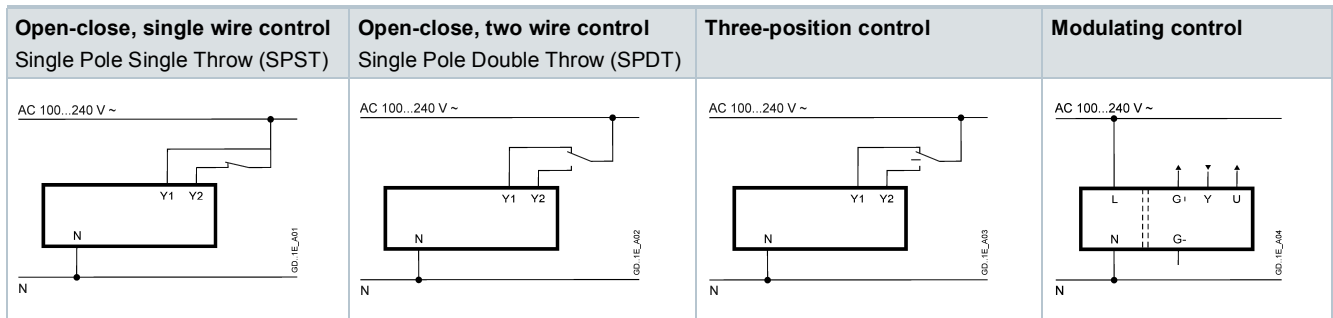 Open-close, single wire control
Single Pole Single Throw (SPST)
Open-close, two wire control
Single Pole Double Throw (SPDT)
Three-position control
Modulating control
AC 100...240 V ~
Y1 Y2
N
N
GD..1E_A01
AC 100...240 V ~
Y1 Y2
N
N
GD..1E_A02
AC 100...240 V ~
Y1 Y2
N
N
GD..1E_A03
AC 100...240 V ~
L G+ Y U
N G-
N
GD..1E_A04